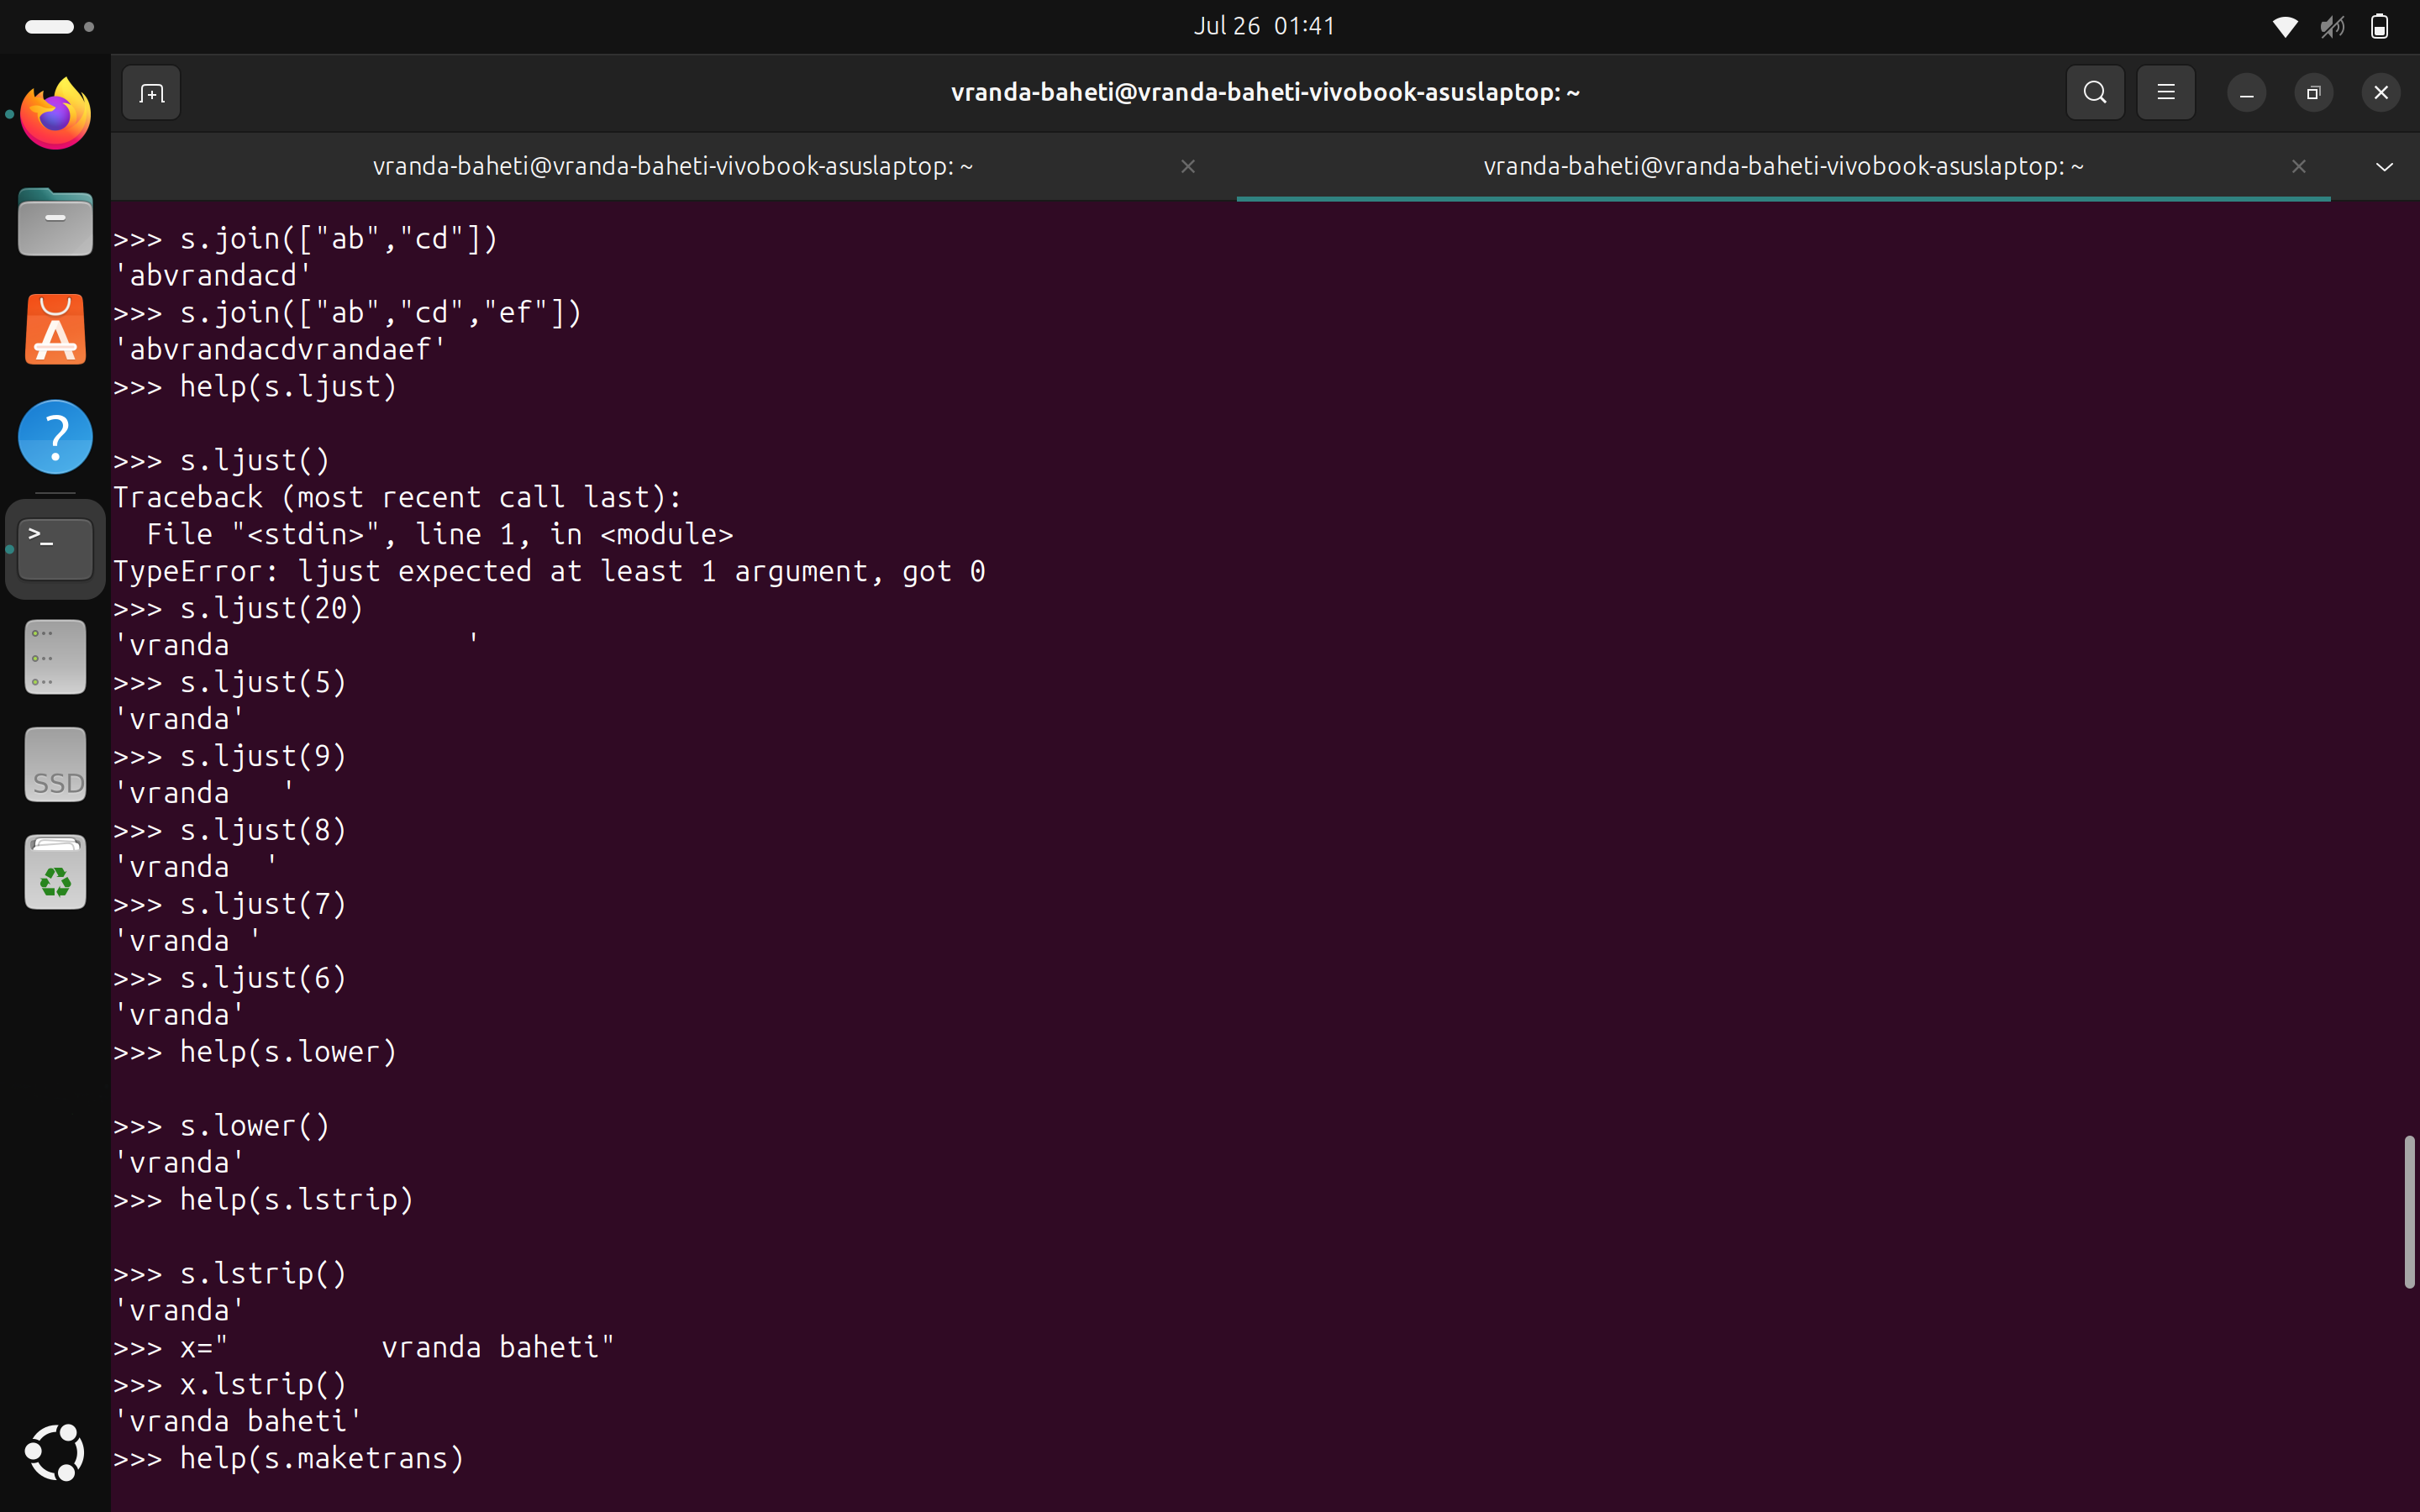 Jul 26  01:41
vranda-baheti@vranda-baheti-vivobook-asuslaptop: ~
vranda-baheti@vranda-baheti-vivobook-asuslaptop: ~
vranda-baheti@vranda-baheti-vivobook-asuslaptop: ~
>>> s.join(["ab","cd"])
'abvrandacd'
>>> s.join(["ab","cd","ef"])
'abvrandacdvrandaef'
>>> help(s.ljust)

>>> s.ljust()
Traceback (most recent call last):
  File "<stdin>", line 1, in <module>
TypeError: ljust expected at least 1 argument, got 0
>>> s.ljust(20)
'vranda              '
>>> s.ljust(5)
'vranda'
>>> s.ljust(9)
'vranda   '
>>> s.ljust(8)
'vranda  '
>>> s.ljust(7)
'vranda '
>>> s.ljust(6)
'vranda'
>>> help(s.lower)

>>> s.lower()
'vranda'
>>> help(s.lstrip)

>>> s.lstrip()
'vranda'
>>> x="         vranda baheti"
>>> x.lstrip()
'vranda baheti'
>>> help(s.maketrans)
SSD